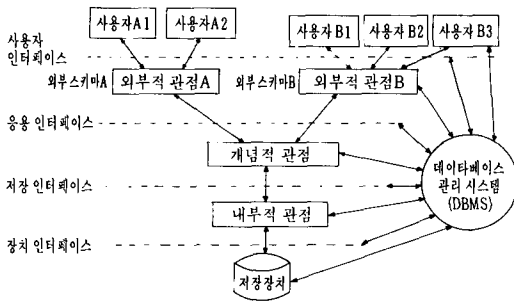 사용자A1 사용자A2 사용자B1 사용자B2 사용자B3
사용자
인터페이스
외부스키마A 외부적 관점A 외부스키마B 외부적 관점B
응용 인터페이스
개념적 관점
데이타베이스
관리 시스템
(DBMS)
저장 인터페이스
내부적 관점
장치 인터페이스
저장장치